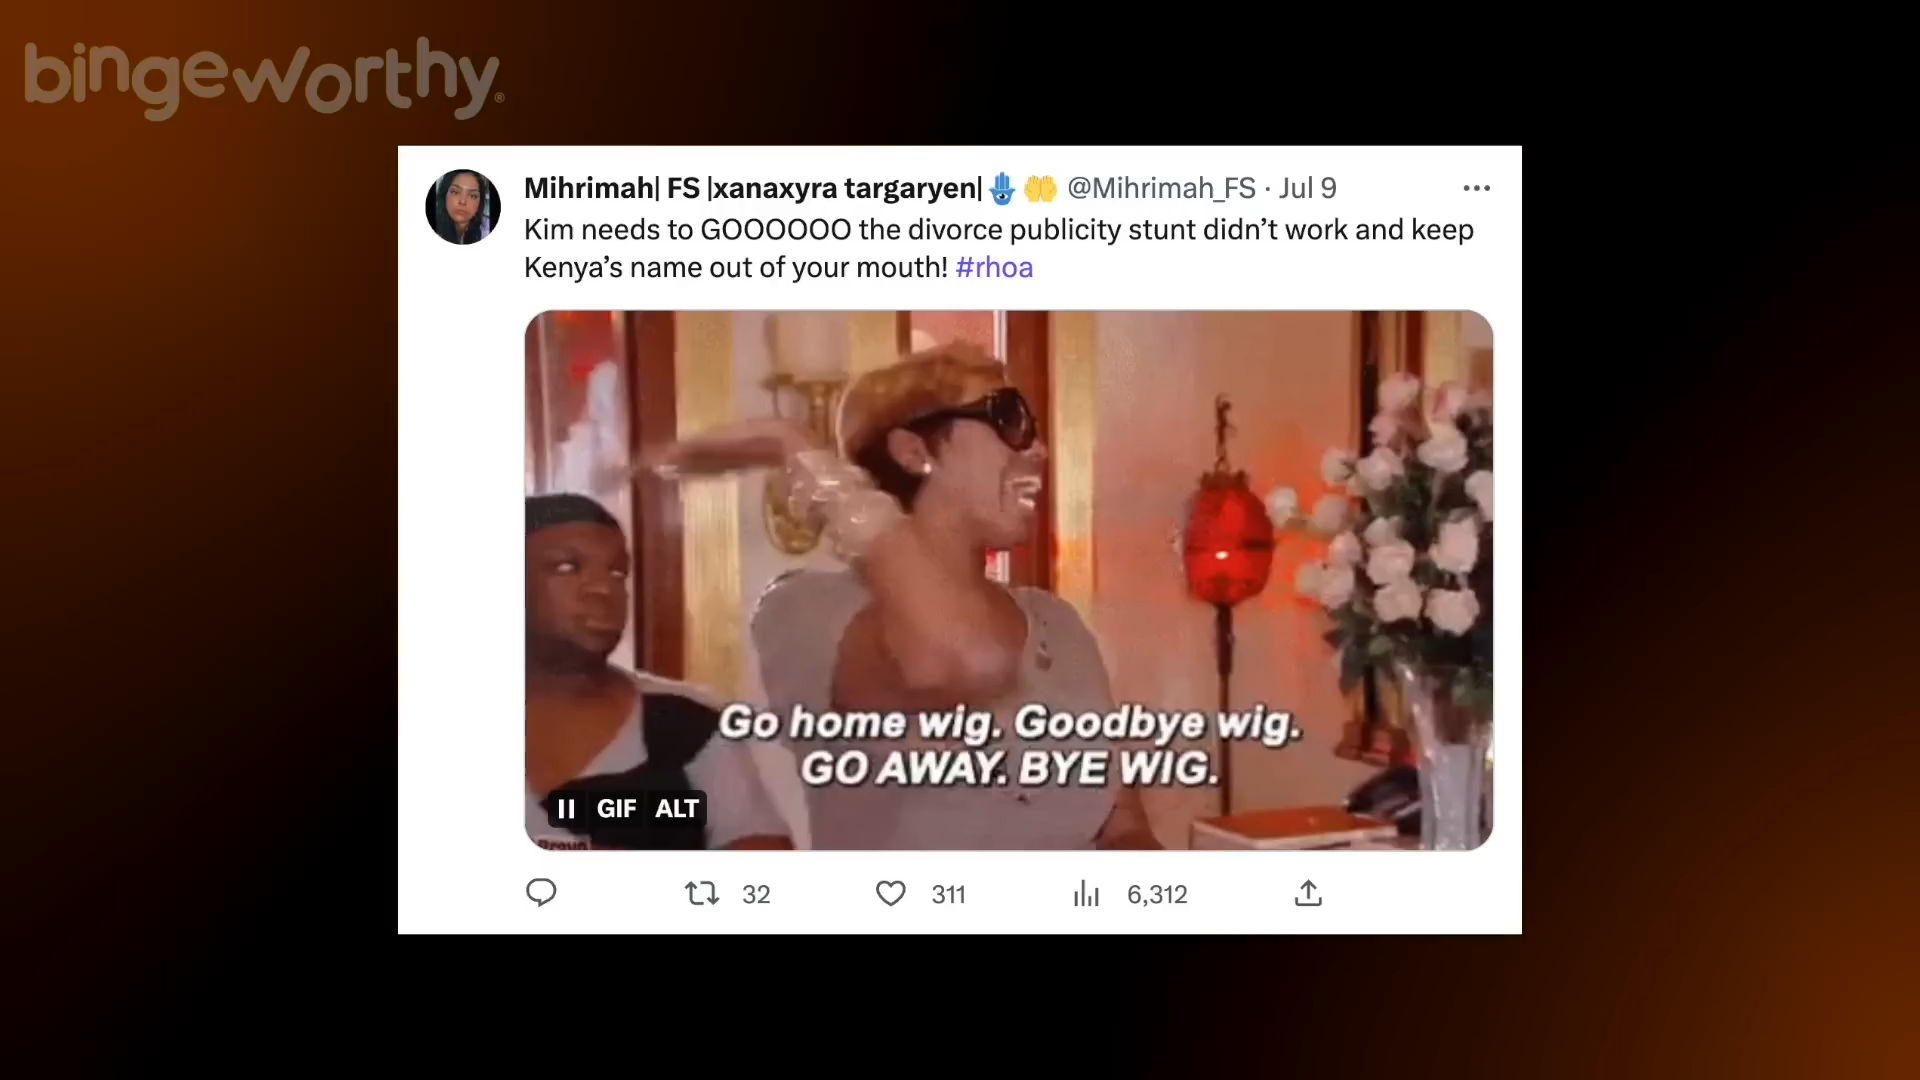 bingeworthy®
Mihrimah| FS |xanaxyra targaryen| 🪬 🤲 @Mihrimah_FS · Jul 9
Kim needs to GOOOOOO the divorce publicity stunt didn’t work and keep
Kenya’s name out of your mouth! #rhoa
Go home wig. Goodbye wig.
GO AWAY. BYE WIG.
GIF ALT
32 311 6,312